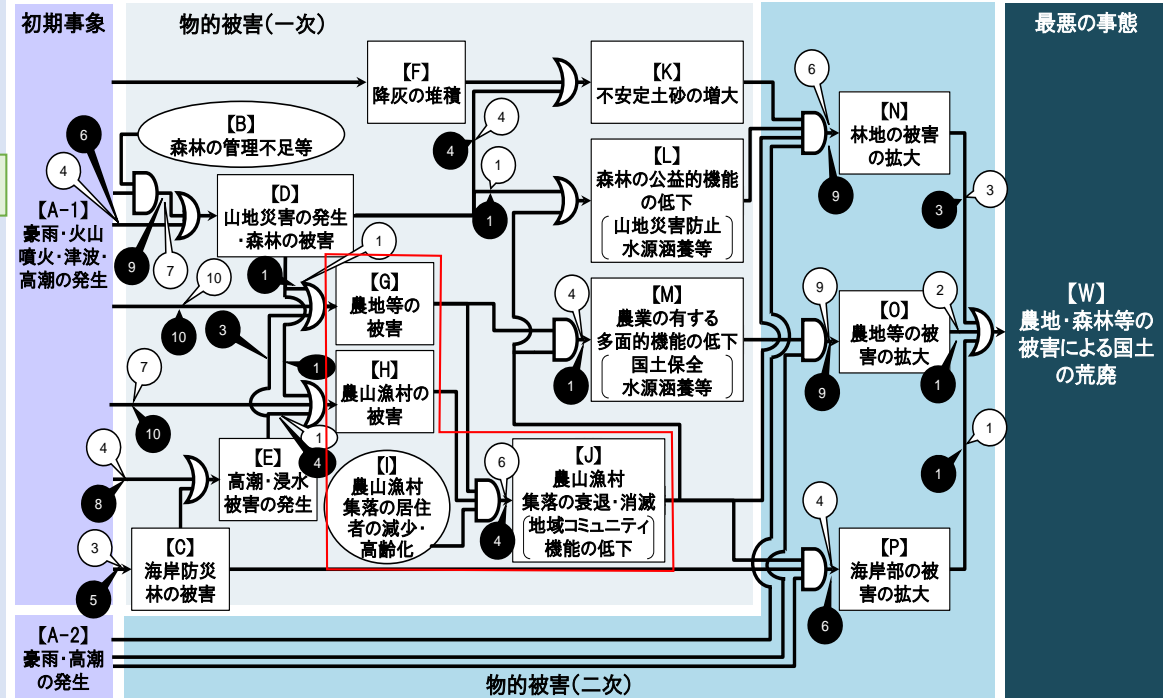 初期事象
物的被害(一次)
最悪の事態
【F】
降灰の堆積
【K】
不安定土砂の増大
6
【N】
林地の被害
の拡大
【B】
森林の管理不足等
6
4
4
4
【L】
森林の公益的機能
の低下
山地災害防止
水源涵養等
1
1
9
3
3
【A-1】
豪雨・火山
噴火・津波・
高潮の発生
9
7
【D】
山地災害の発生
・森林の被害
1
1
10
10
【G】
農地等の
被害
3
1
4
1
【M】
農業の有する
多面的機能の低下
国土保全
水源涵養等
9
9
【O】
農地等の被
害の拡大
2
1
【W】
農地・森林等の
被害による国土
の荒廃
7
10
【H】
農山漁村の
被害
1
4
4
8
【E】
高潮・浸水
被害の発生
【I】
農山漁村
集落の居住
者の減少・
高齢化
6
4
【J】
農山漁村
集落の衰退・消滅
地域コミュニティ
機能の低下
1
1
3
5
【C】
海岸防災
林の被害
4
6
【P】
海岸部の被
害の拡大
【A-2】
豪雨・高潮
の発生
物的被害(二次)